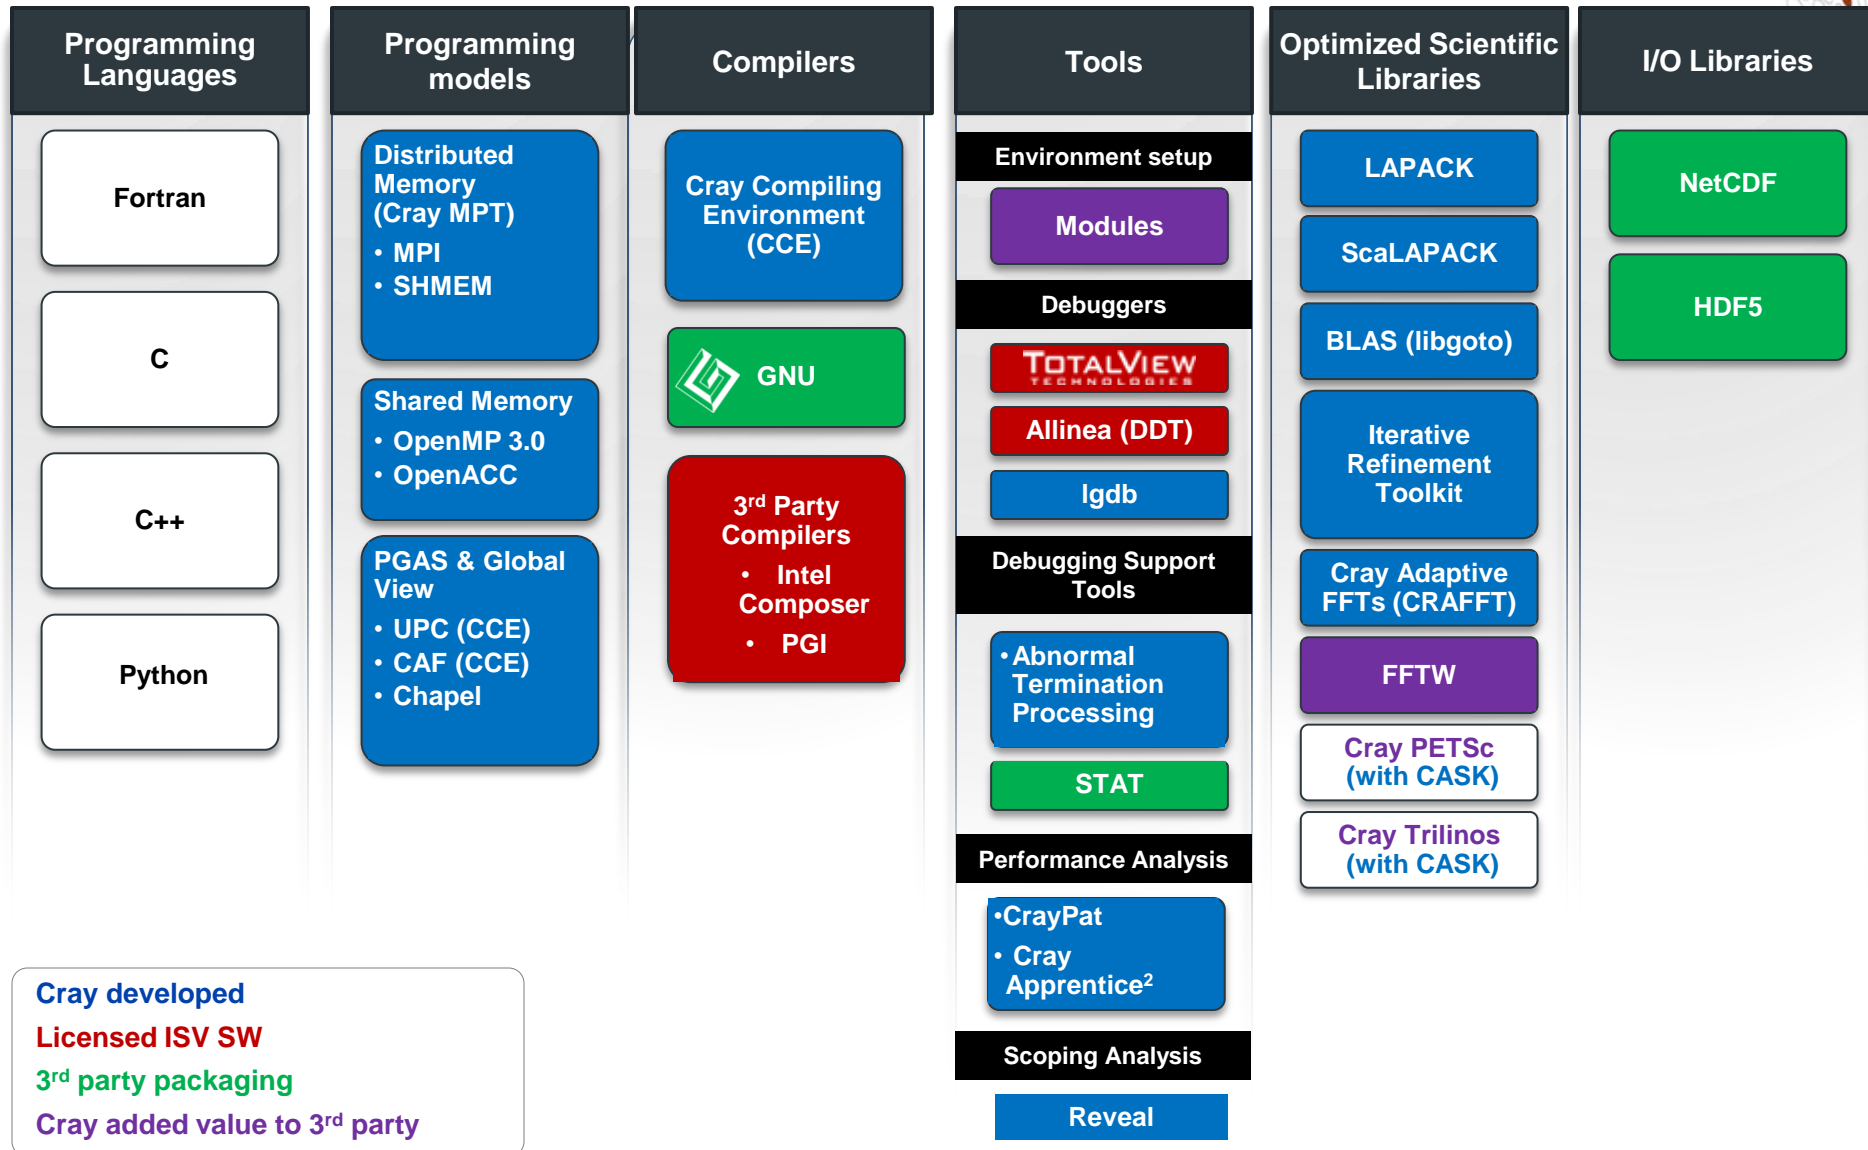 Programming
Languages
Fortran
C
C++
Python
Programming
models
Distributed
Memory
(Cray MPT)
• MPI
• SHMEM
Shared Memory
• OpenMP 3.0
• OpenACC
PGAS & Global
View
• UPC (CCE)
• CAF (CCE)
• Chapel
Compilers
Cray Compiling
Environment
(CCE)
GNU
3rd Party
Compilers
• Intel
Composer
• PGI
Tools
Environment setup
Modules
Debuggers
TOTALVIEW
TECHNOLOGIES
Allinea (DDT)
lgdb
Debugging Support
Tools
• Abnormal
Termination
Processing
STAT
Performance Analysis
•CrayPat
• Cray
Apprentice2
Scoping Analysis
Reveal
Optimized Scientific
Libraries
LAPACK
ScaLAPACK
BLAS (libgoto)
Iterative
Refinement
Toolkit
Cray Adaptive
FFTs (CRAFFT)
FFTW
Cray PETSc
(with CASK)
Cray Trilinos
(with CASK)
I/O Libraries
NetCDF
HDF5
Cray developed
Licensed ISV SW
3rd party packaging
Cray added value to 3rd party